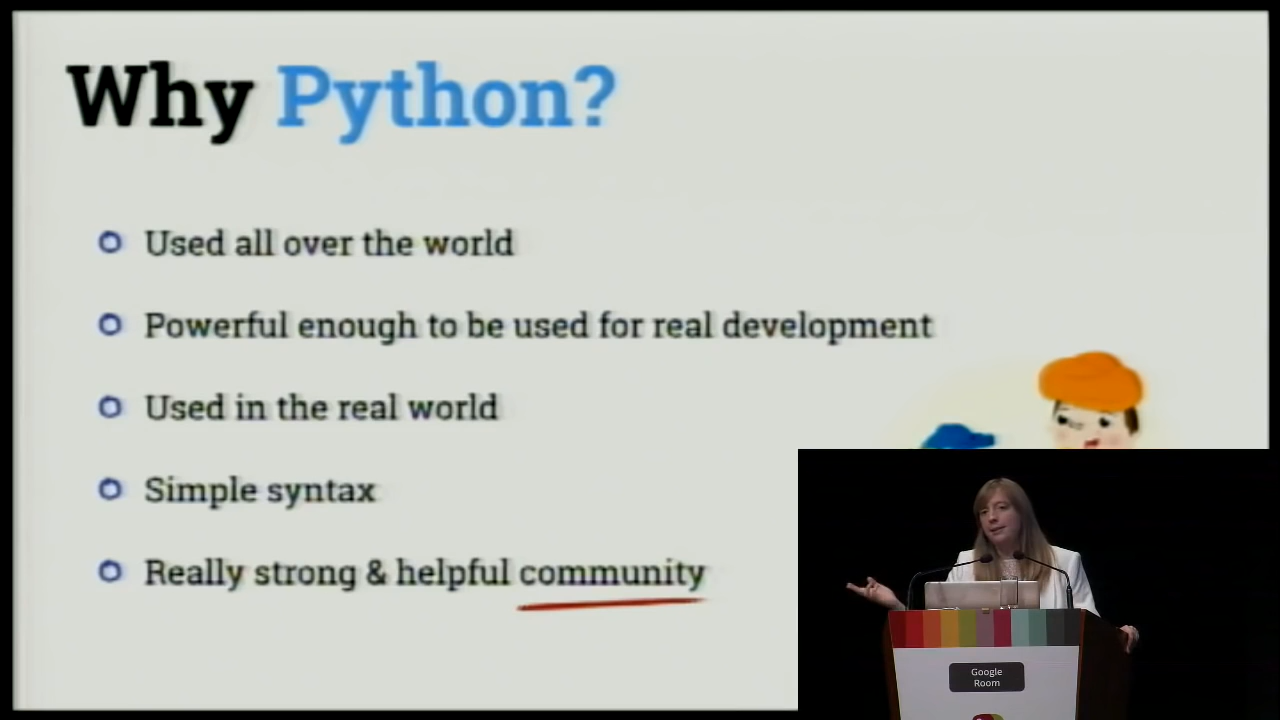 Why Python?
Used all over the world
Powerful enough to be used for real development
Used in the real world
Simple syntax
Really strong & helpful community
Google
Room